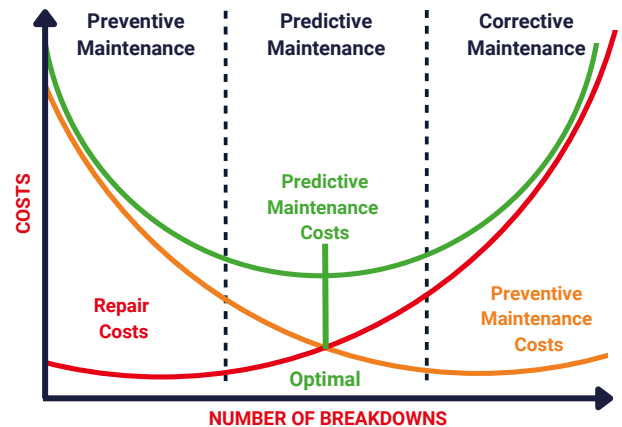 Preventive
Maintenance
Predictive
Maintenance
Corrective
Maintenance
COSTS
Predictive
Maintenance
Costs
Repair
Costs
Preventive
Maintenance
Costs
Optimal
NUMBER OF BREAKDOWNS